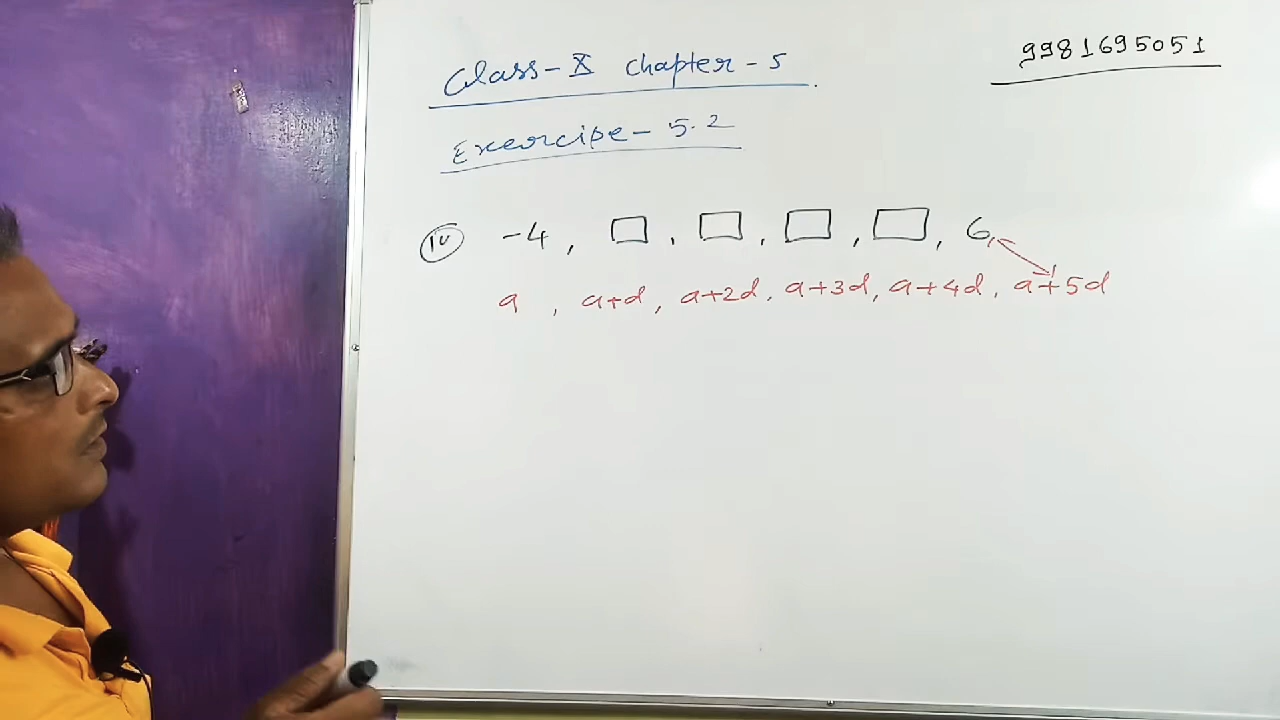 Class-X chapter-5
9981695051
Exercise-5.2
iv -4, □, □, □, □, 6,
a, a+d, a+2d, a+3d, a+4d, a+5d